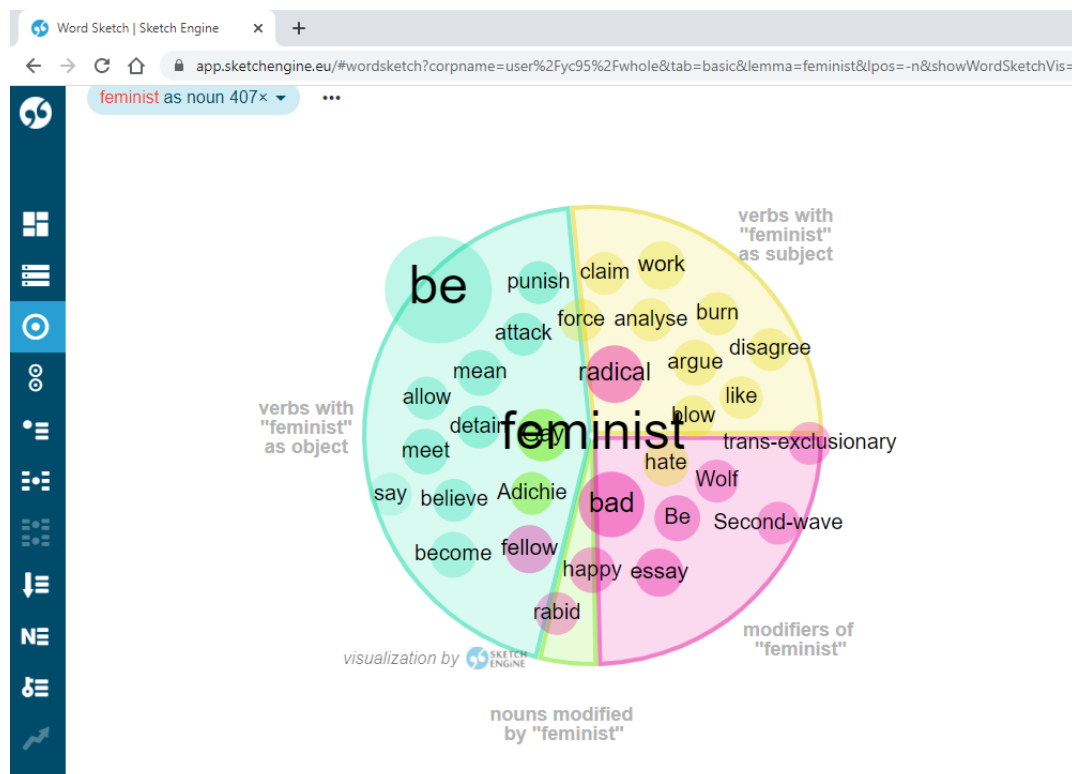 Word Sketch | Sketch Engine
app.sketchengine.eu/#wordsketch?corpname=user%2Fyc95%2Fwhole&tab=basic&lemma=feminist&lpos=-n&showWordSketchVis=
feminist as noun 407×
verbs with
"feminist"
as subject
be
punish
claim
work
force
analyse
burn
attack
disagree
mean
radical
argue
allow
like
verbs with
"feminist"
as object
detain
feminist
blow
trans-exclusionary
meet
hate
Wolf
say
believe
Adichie
bad
Be
Second-wave
become
fellow
happy
essay
rabid
modifiers of
"feminist"
visualization by SKETCH
ENGINE
nouns modified
by "feminist"
N